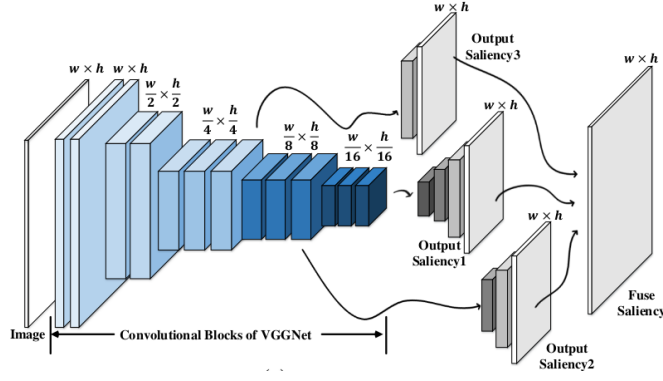 w × h
Output
Saliency3
w × h w × h
w/2 × h/2
w/4 × h/4
w/8 × h/8
w/16 × h/16
w × h
w × h
Output
Saliency1
w × h
Output
Saliency2
Fuse
Saliency
Image
Convolutional Blocks of VGGNet